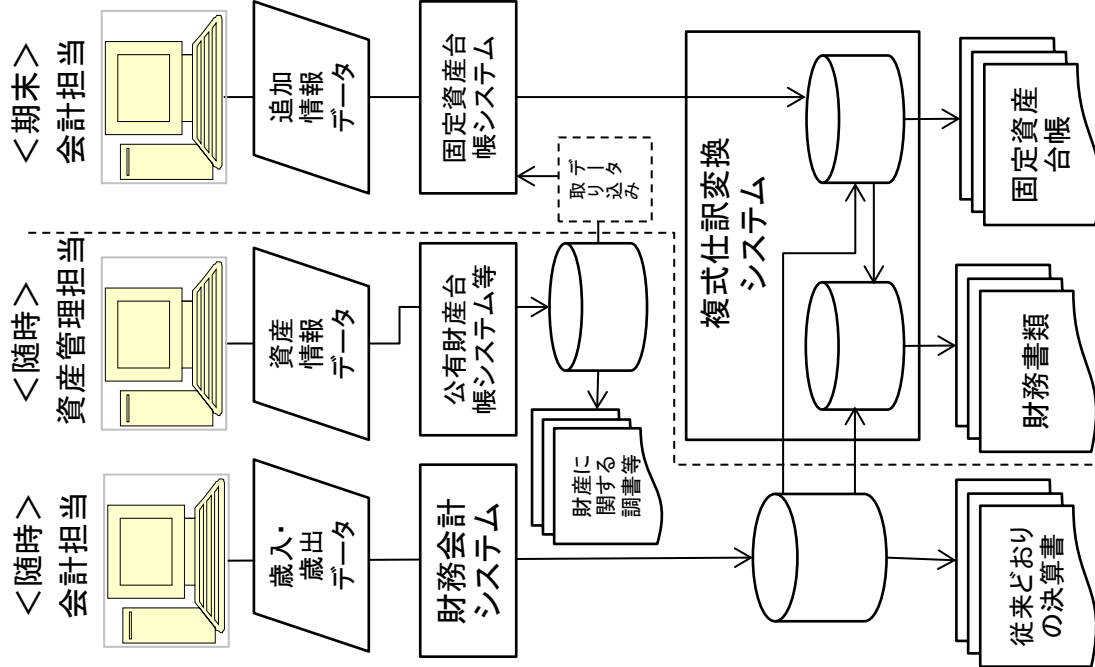 <随時>
会計担当
歳入・
歳出
データ
財務会計
システム
従来どおり
の決算書
<随時>
資産管理担当
資産
情報
データ
公有財産台
帳システム等
財産に
関する
調書等
<期末>
会計担当
追加
情報
データ
固定資産台
帳システム
データ
取り込み
複式仕訳変換
システム
財務書類
固定資産
台帳